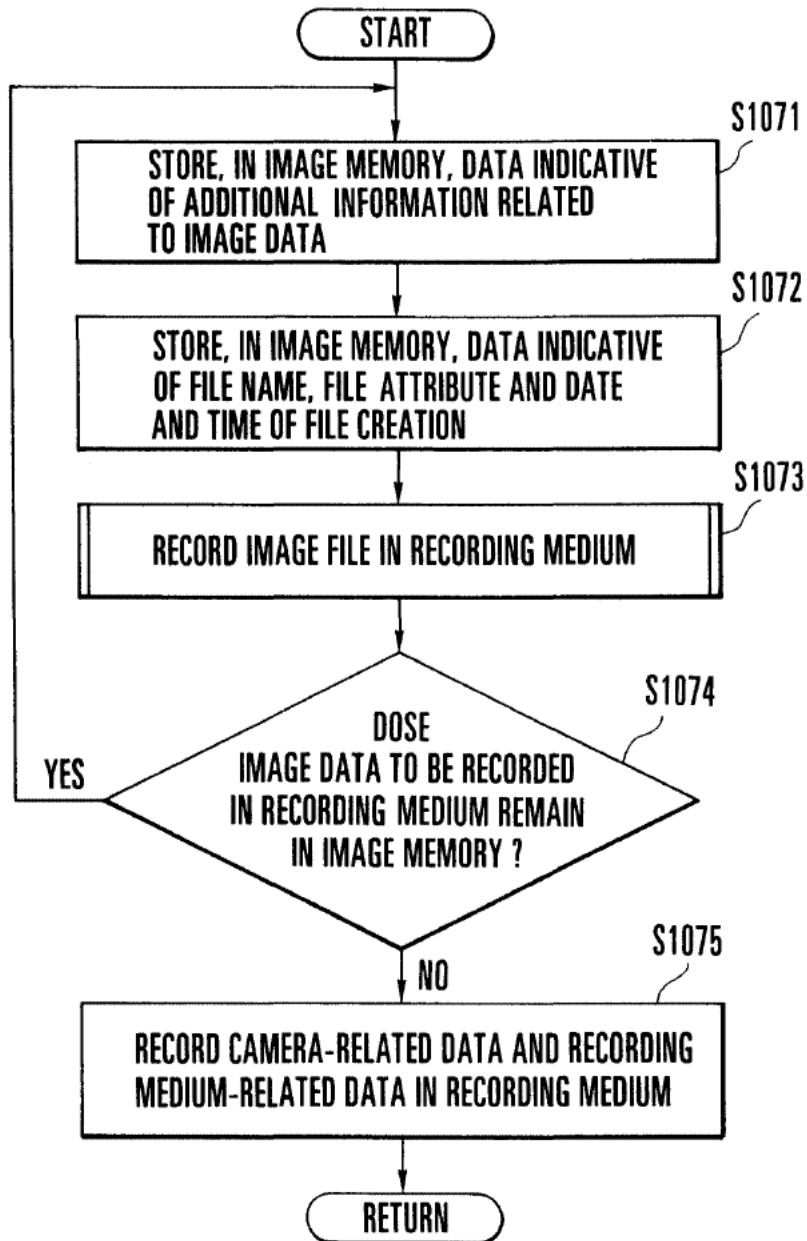 START
S1071
STORE, IN IMAGE MEMORY, DATA INDICATIVE
OF ADDITIONAL INFORMATION RELATED
TO IMAGE DATA
S1072
STORE, IN IMAGE MEMORY, DATA INDICATIVE
OF FILE NAME, FILE ATTRIBUTE AND DATE
AND TIME OF FILE CREATION
S1073
RECORD IMAGE FILE IN RECORDING MEDIUM
S1074
DOSE
IMAGE DATA TO BE RECORDED
IN RECORDING MEDIUM REMAIN
IN IMAGE MEMORY ?
YES
NO
S1075
RECORD CAMERA-RELATED DATA AND RECORDING
MEDIUM-RELATED DATA IN RECORDING MEDIUM
RETURN